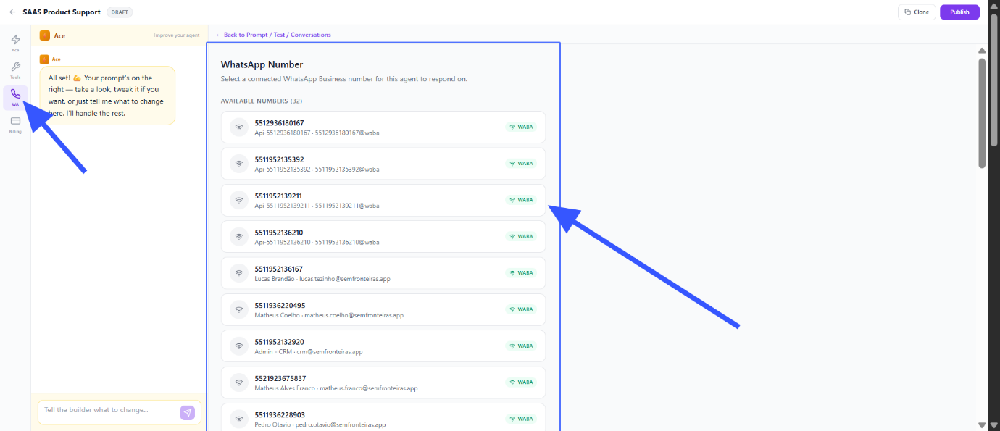 SAAS Product Support DRAFT
Clone
Publish
Ace
Tools
WA
Billing
Ace
Improve your agent
Ace
All set! 💪 Your prompt's on the
right — take a look, tweak it if you
want, or just tell me what to change
here. I'll handle the rest.
Tell the builder what to change...
← Back to Prompt / Test / Conversations
WhatsApp Number
Select a connected WhatsApp Business number for this agent to respond on.
AVAILABLE NUMBERS (32)
5512936180167
Api-5512936180167 · 5512936180167@waba
WABA
5511952135392
Api-5511952135392 · 5511952135392@waba
WABA
5511952139211
Api-5511952139211 · 5511952139211@waba
WABA
5511952136210
Api-5511952136210 · 5511952136210@waba
WABA
5511952136167
Lucas Brandão · lucas.tezinho@semfronteiras.app
WABA
5511936220495
Matheus Coelho · matheus.coelho@semfronteiras.app
WABA
5511952132920
Admin - CRM · crm@semfronteiras.app
WABA
5521923675837
Matheus Alves Franco · matheus.franco@semfronteiras.app
WABA
5511936228903
Pedro Otavio · pedro.otavio@semfronteiras.app
WABA